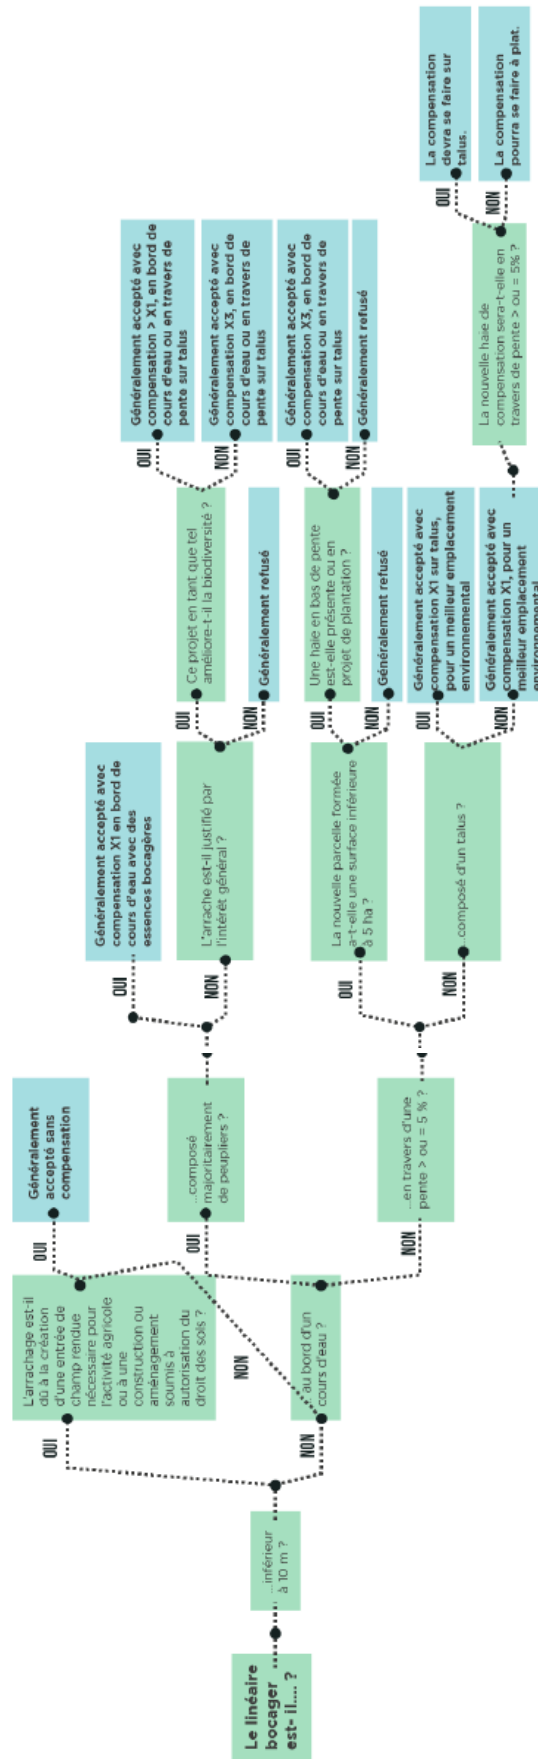 Le linéaire
bocager
est- il.... ?
...inférieur
à 10 m ?
OUI
NON
L'arrachage est-il
dû à la création
d'une entrée de
champ rendue
nécessaire pour
l'activité agricole
ou à une
construction ou
aménagement
soumis à
autorisation du
droit des sols ?
NON
OUI
Généralement
accepté sans
compensation
... au bord d'un
cours d'eau ?
OUI
NON
...composé
majoritairement
de peupliers ?
OUI
NON
Généralement accepté avec
compensation X1 en bord de
cours d'eau avec des
essences bocagères
L'arrache est-il justifié par
l'intérêt général ?
OUI
NON
Ce projet en tant que tel
améliore-t-il la biodiversité ?
Généralement refusé
OUI
NON
Généralement accepté avec
compensation > X1, en bord de
cours d'eau ou en travers de
pente sur talus
Généralement accepté avec
compensation X3, en bord de
cours d'eau ou en travers de
pente sur talus
...en travers d'une
pente > ou = 5 % ?
OUI
NON
La nouvelle parcelle formée
a-t-elle une surface inférieure
à 5 ha ?
OUI
NON
Une haie en bas de pente
est-elle présente ou en
projet de plantation ?
Généralement refusé
OUI
NON
Généralement accepté avec
compensation X3, en bord de
cours d'eau ou en travers de
pente sur talus
Généralement refusé
...composé d'un talus ?
OUI
NON
Généralement accepté avec
compensation X1 sur talus,
pour un meilleur emplacement
environnemental
Généralement accepté avec
compensation X1, pour un
meilleur emplacement
environnemental
La nouvelle haie de
compensation sera-t-elle en
travers de pente > ou = 5% ?
OUI
NON
La compensation
devra se faire sur
talus.
La compensation
pourra se faire à plat.